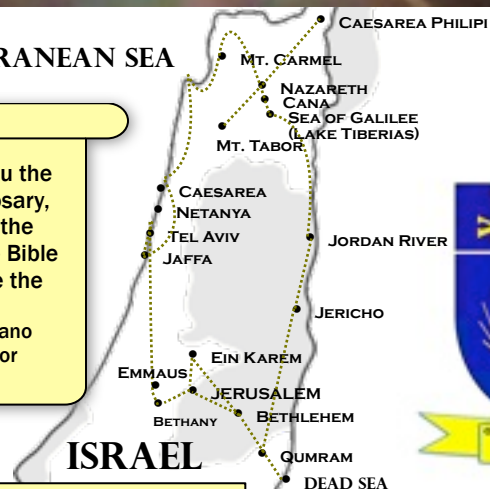 CAESAREA PHILIPI
RANEAN SEA
MT. CARMEL
NAZARETH
CANA
SEA OF GALILEE
(LAKE TIBERIAS)
MT. TABOR
u the
osary,
the
Bible
e the
ano
or
CAESAREA
NETANYA
TEL AVIV
JAFFA
JORDAN RIVER
JERICHO
EIN KAREM
EMMAUS
JERUSALEM
BETHANY
BETHLEHEM
ISRAEL
QUMRAM
DEAD SEA